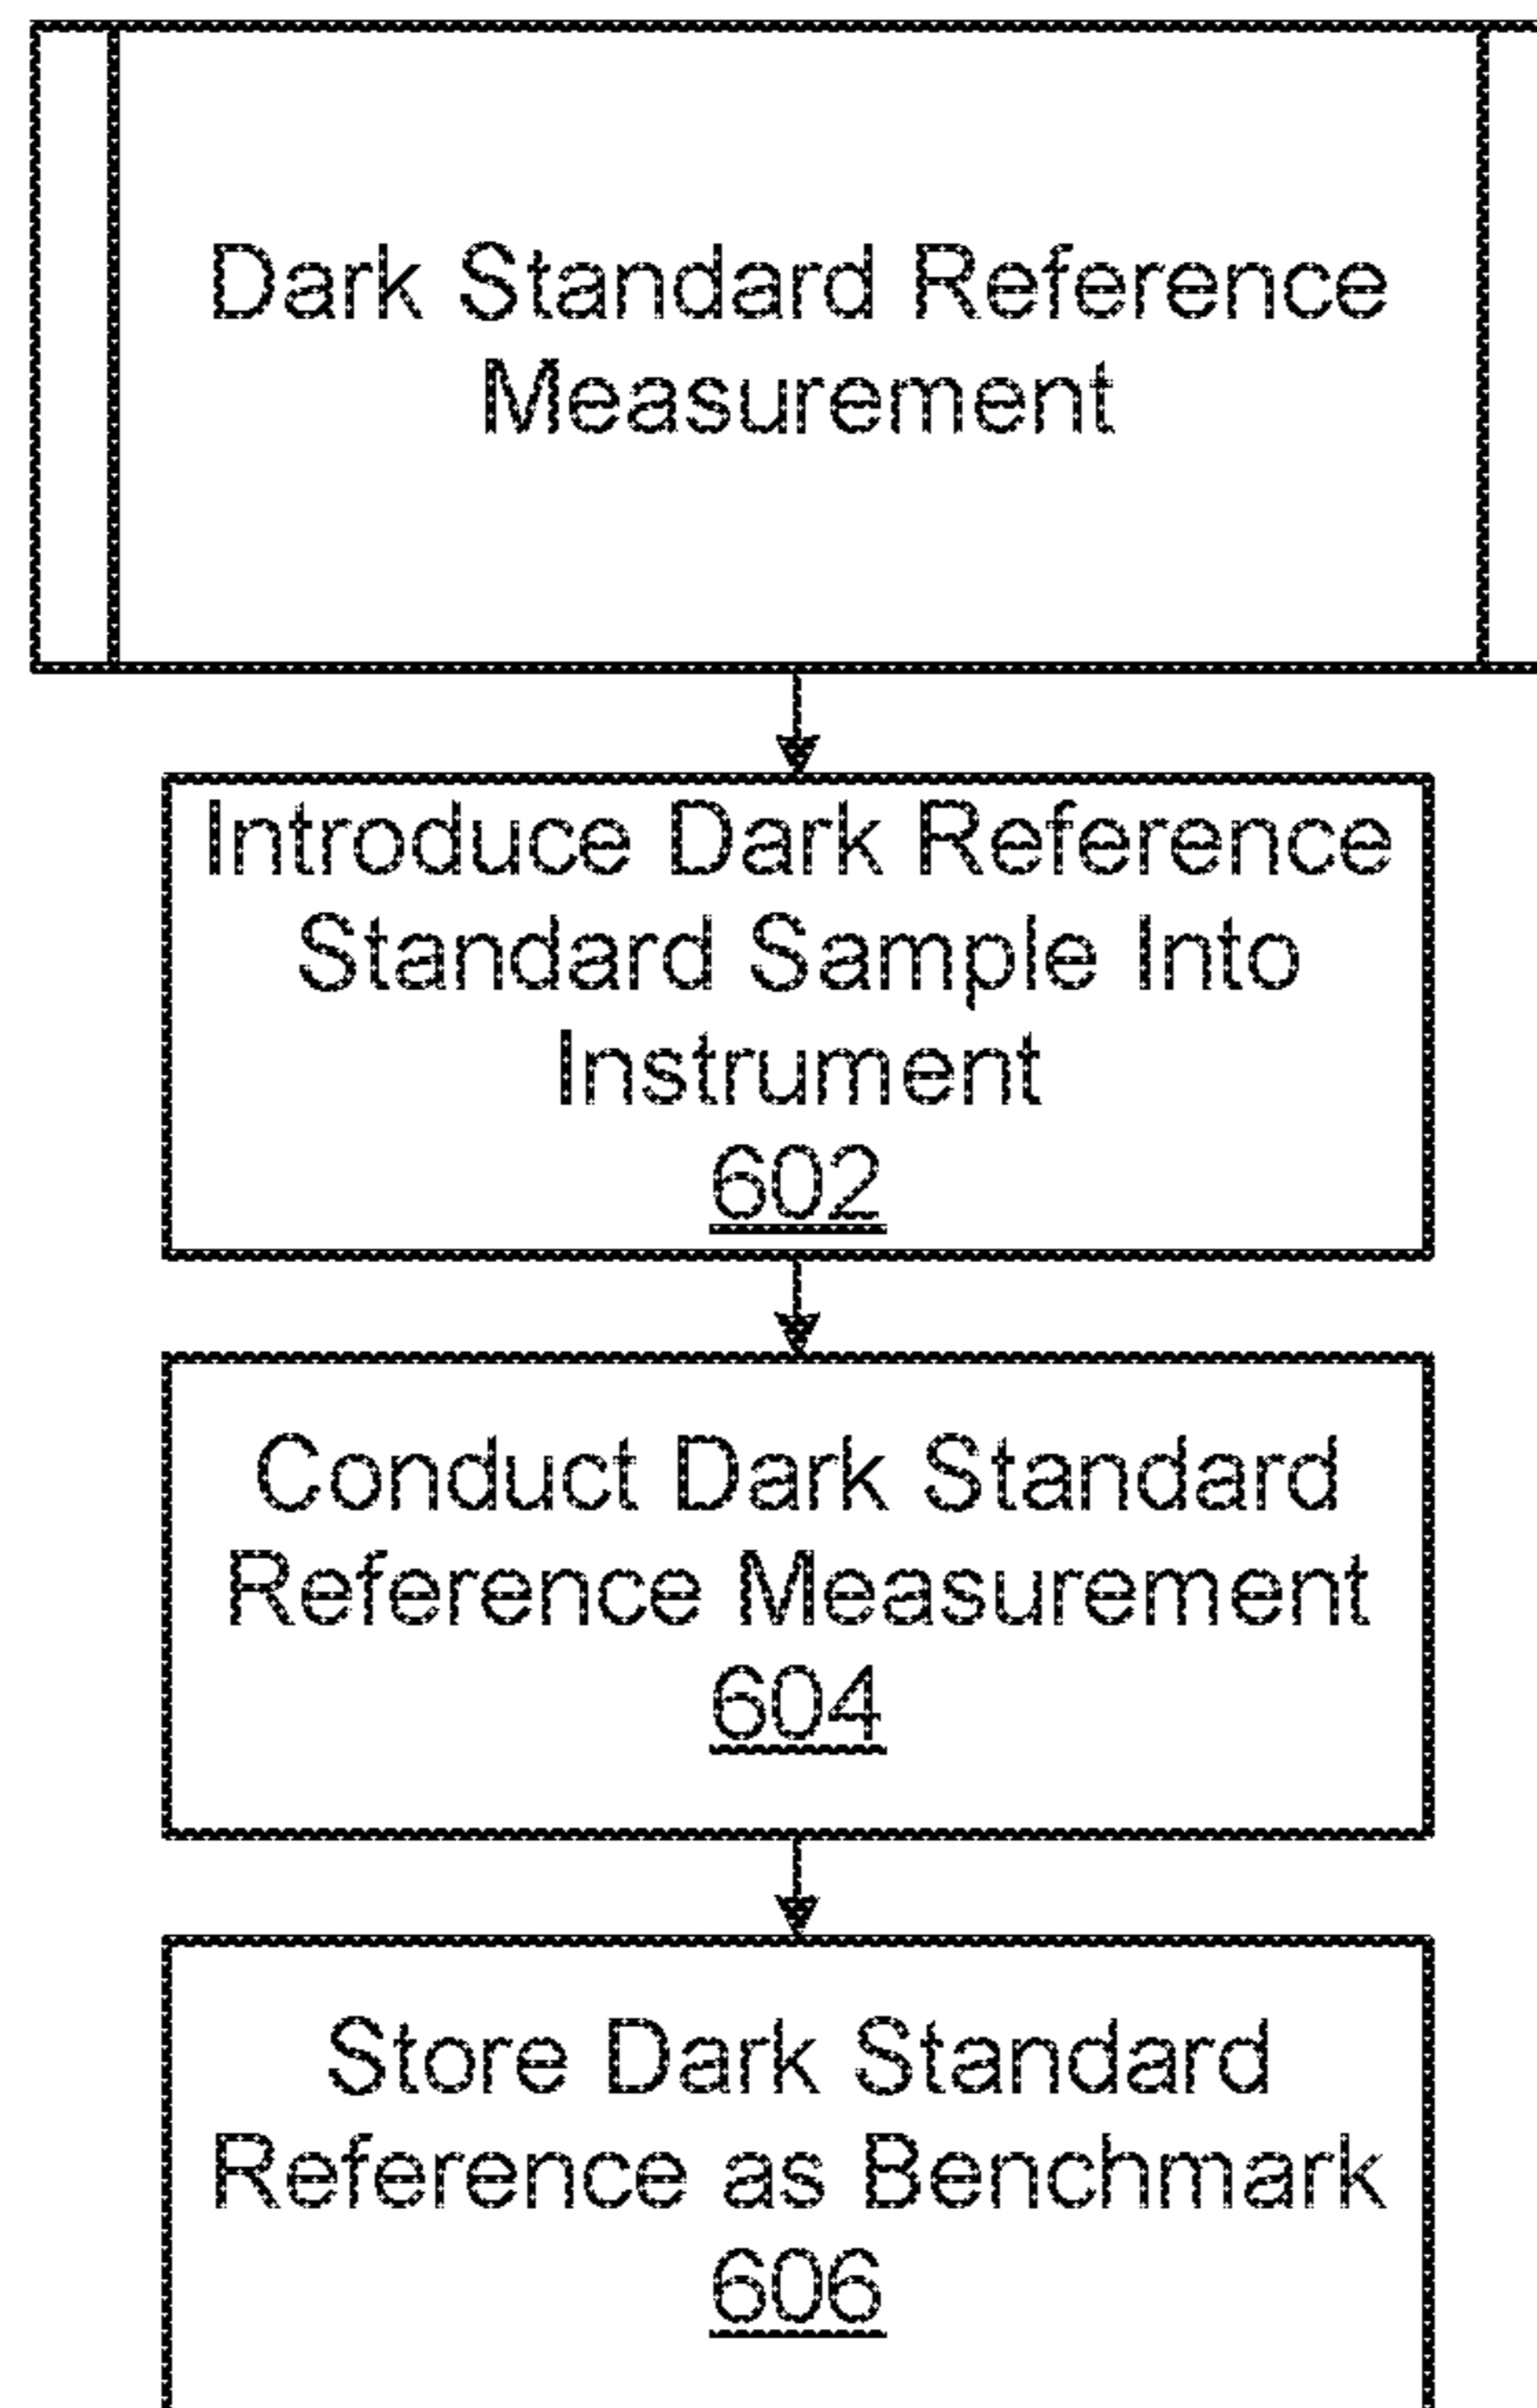 Dark Standard Reference
Measurement
Introduce Dark Reference
Standard Sample Into
Instrument
602
Conduct Dark Standard
Reference Measurement
604
Store Dark Standard
Reference as Benchmark
606